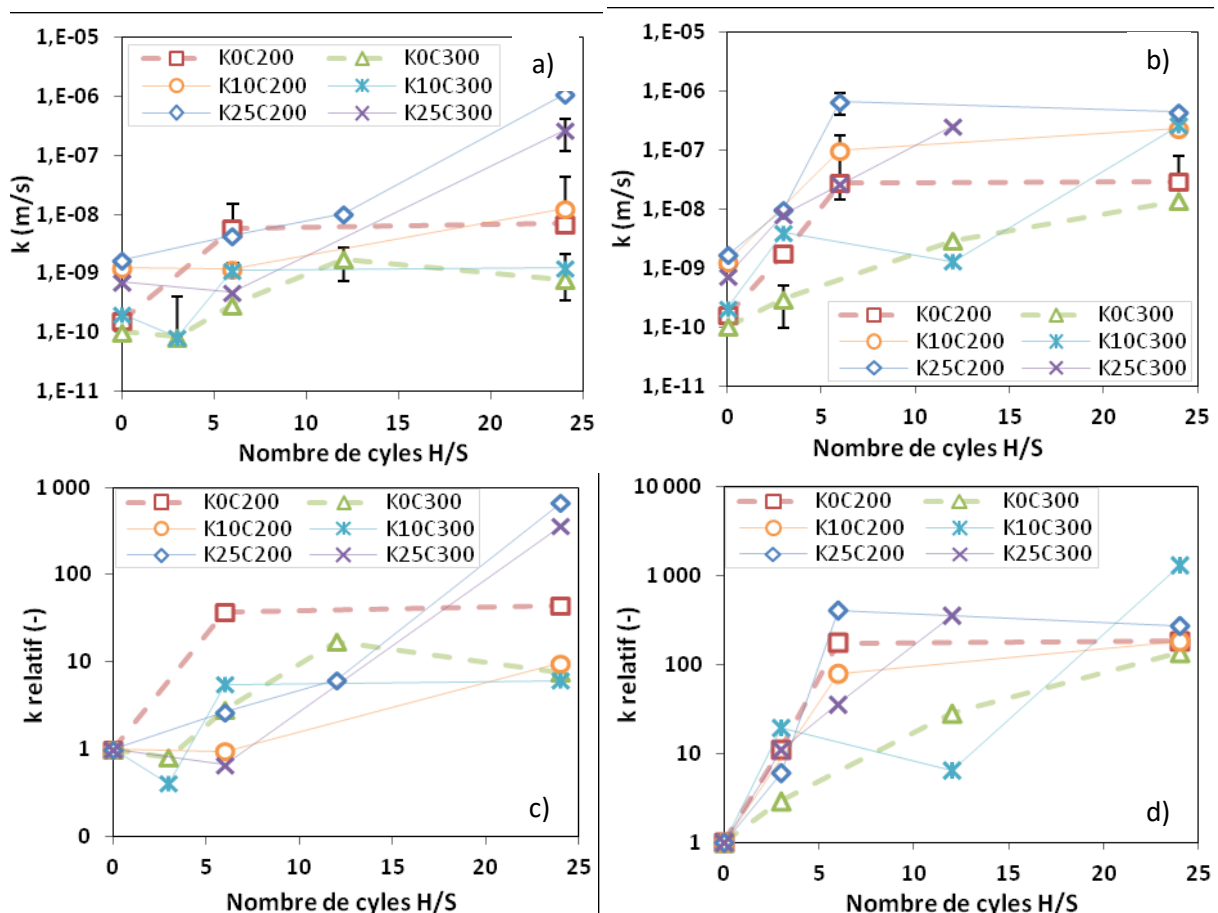 1,E-05
1,E-06
1,E-07
1,E-08
1,E-09
1,E-10
1,E-11
k (m/s)
K0C200 K0C300
K10C200 K10C300
K25C200 K25C300
a)
0 5 10 15 20 25
Nombre de cyles H/S
1,E-05
1,E-06
1,E-07
1,E-08
1,E-09
1,E-10
1,E-11
k (m/s)
b)
K0C200 K0C300
K10C200 K10C300
K25C200 K25C300
0 5 10 15 20 25
Nombre de cyles H/S
1 000
100
10
1
0
k relatif (-)
K0C200 K0C300
K10C200 K10C300
K25C200 K25C300
c)
0 5 10 15 20 25
Nombre de cyles H/S
10 000
1 000
100
10
1
k relatif (-)
K0C200 K0C300
K10C200 K10C300
K25C200 K25C300
d)
0 5 10 15 20 25
Nombre de cyles H/S